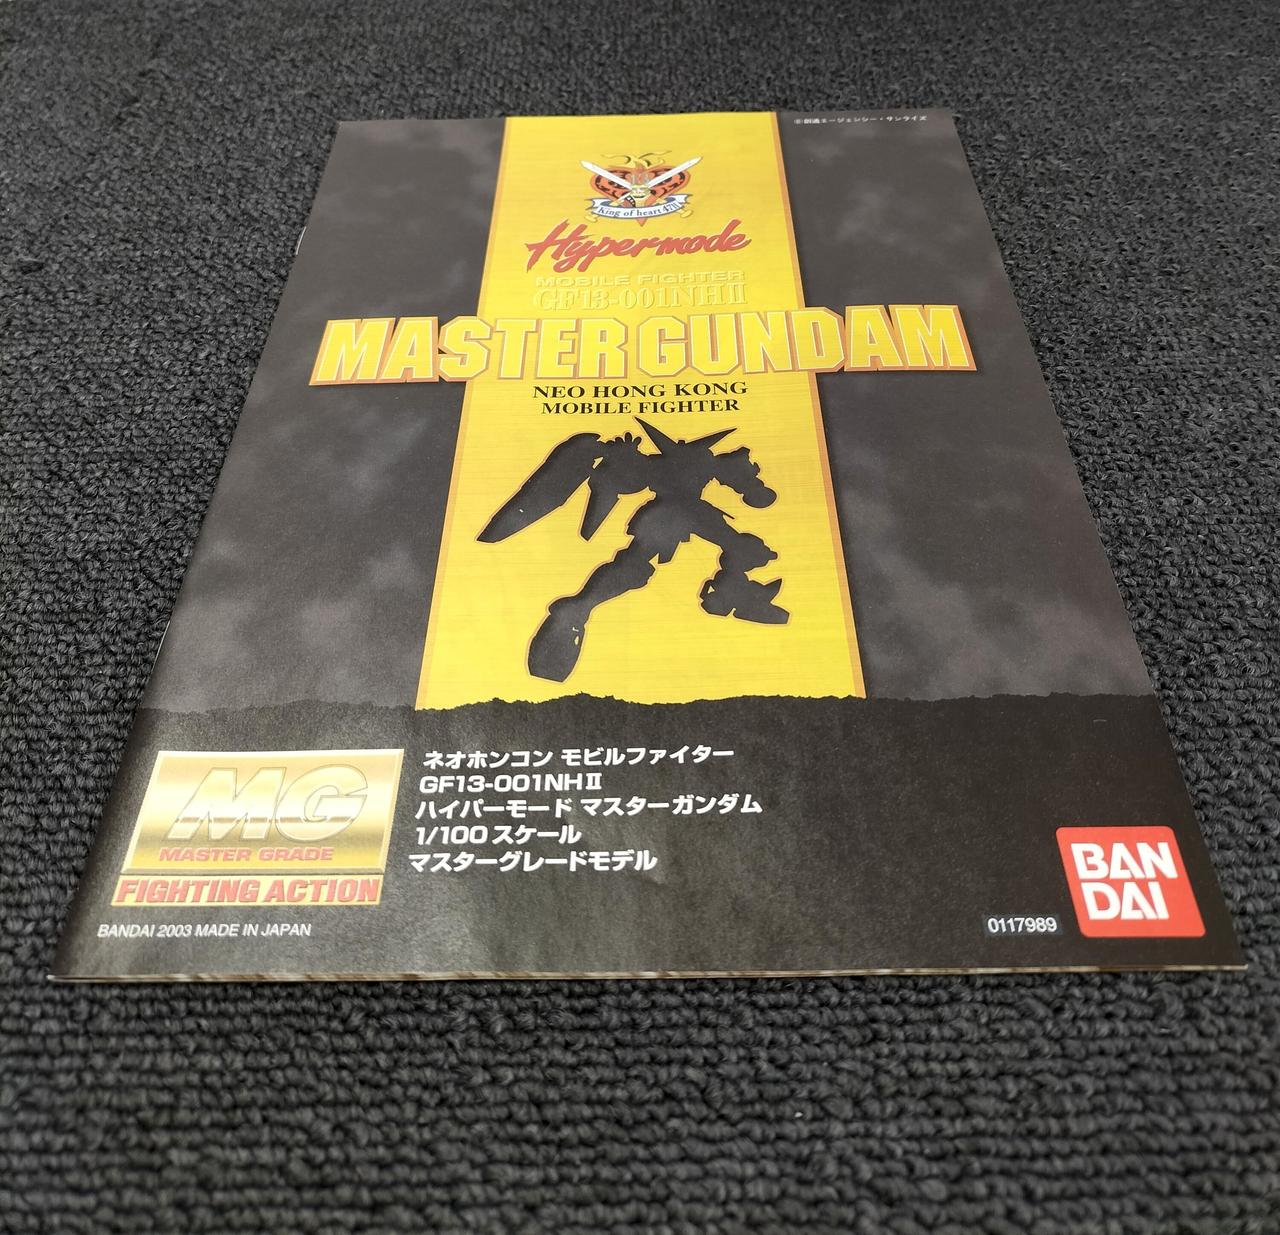 ©創通エージェンシー・サンライズ
King of heart
Hypermode
MOBILE FIGHTER
GF13-001NHⅡ
MASTER GUNDAM
NEO HONG KONG
MOBILE FIGHTER
ネオホンコン モビルファイター
GF13-001NHⅡ
ハイパーモード マスターガンダム
1/100 スケール
マスターグレードモデル
MG
MASTER GRADE
FIGHTING ACTION
BANDAI 2003 MADE IN JAPAN
0117989
BAN
DAI